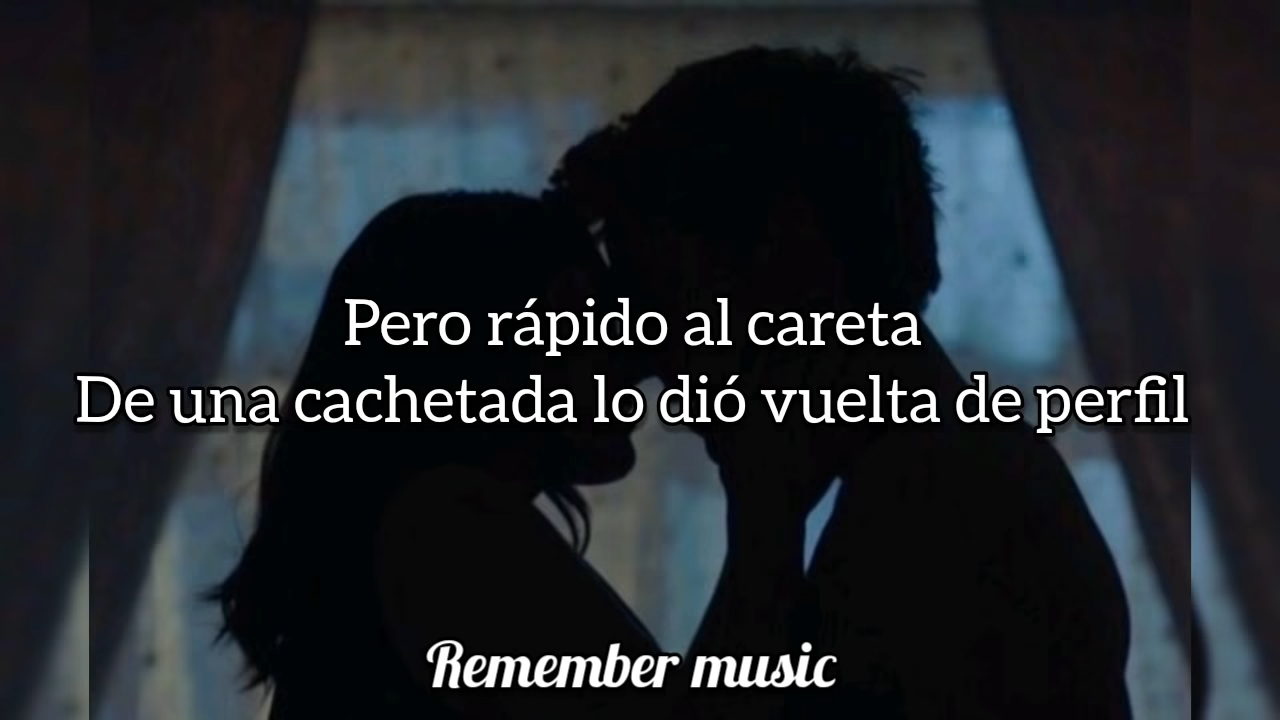 Pero rápido al careta
De una cachetada lo dió vuelta de perfil
Remember music